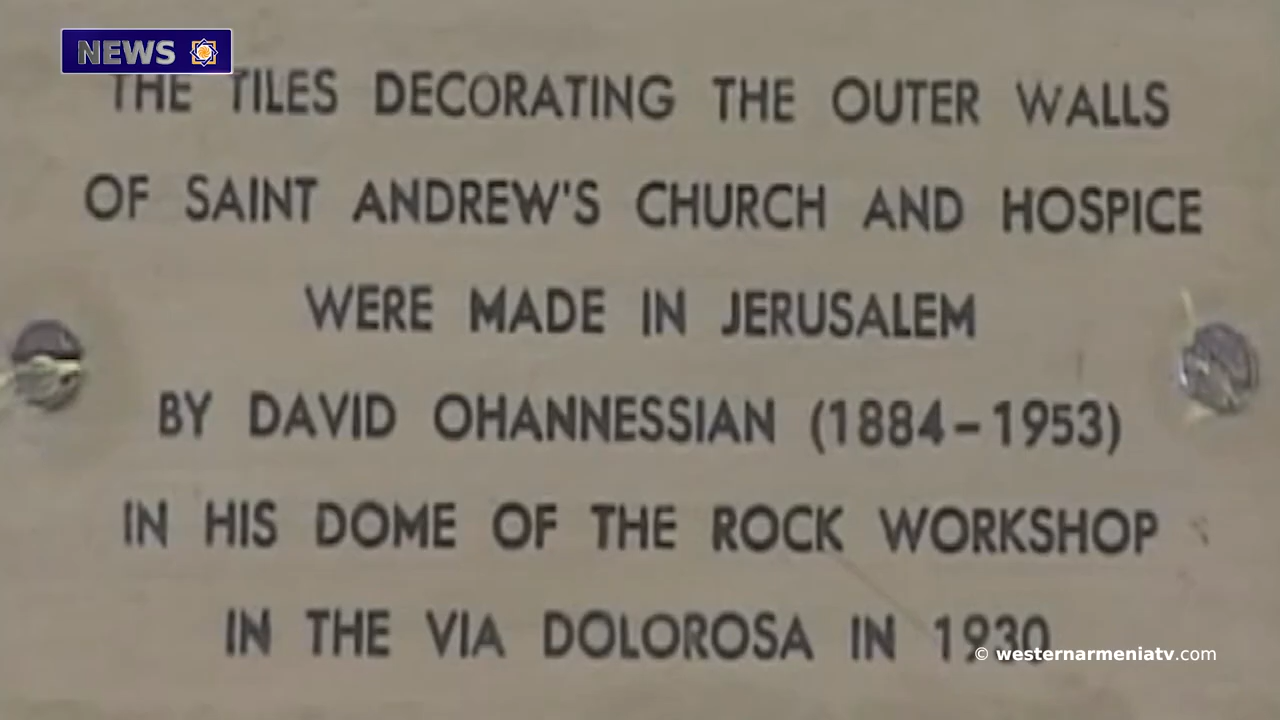 NEWS
THE TILES DECORATING THE OUTER WALLS
OF SAINT ANDREW'S CHURCH AND HOSPICE
WERE MADE IN JERUSALEM
BY DAVID OHANNESSIAN (1884-1953)
IN HIS DOME OF THE ROCK WORKSHOP
IN THE VIA DOLOROSA IN 1930
© westernarmeniatv.com